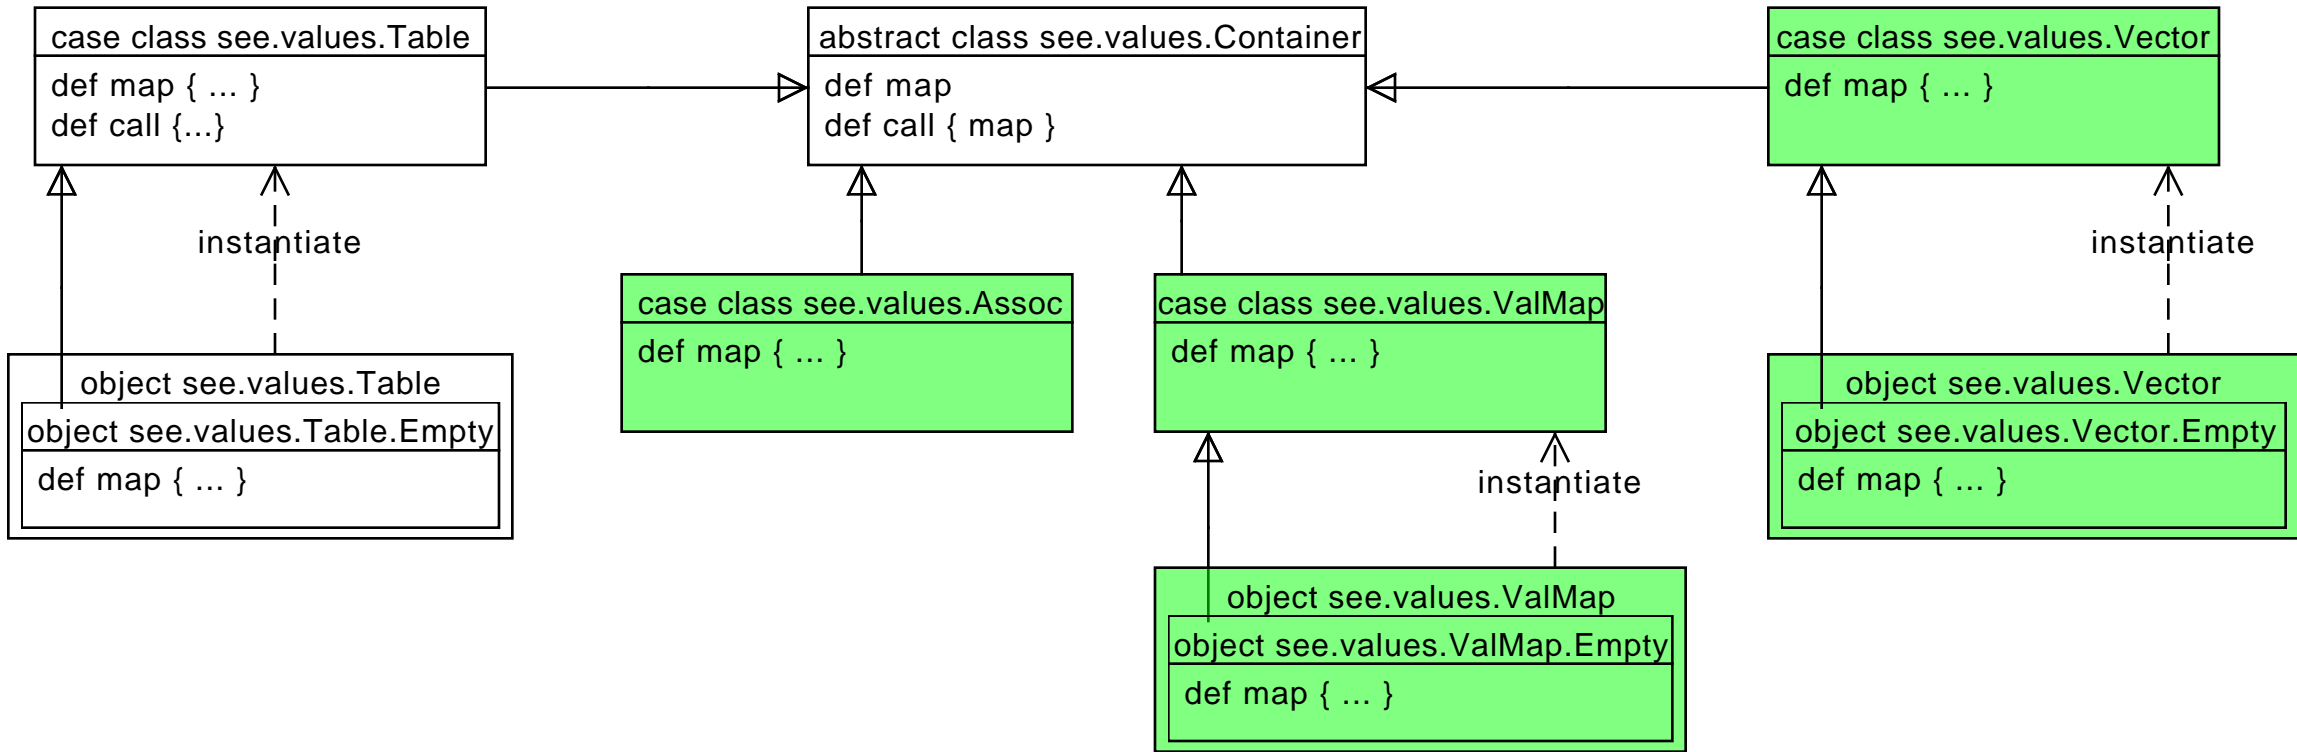 case class see.values.Table
def map { ... }
def call {...}
abstract class see.values.Container
def map
def call { map }
case class see.values.Vector
def map { ... }
instantiate
instantiate
case class see.values.Assoc
def map { ... }
case class see.values.ValMap
def map { ... }
object see.values.Table
object see.values.Table.Empty
def map { ... }
instantiate
object see.values.Vector
object see.values.Vector.Empty
def map { ... }
object see.values.ValMap
object see.values.ValMap.Empty
def map { ... }